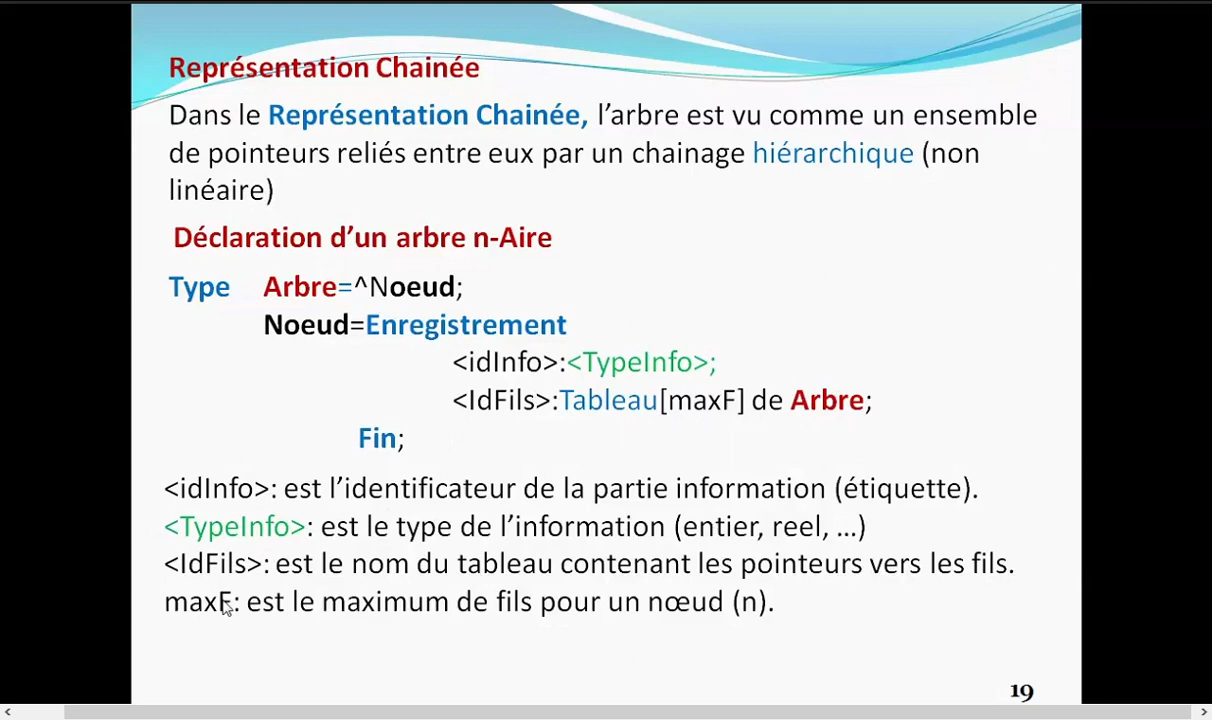 Représentation Chainée
Dans le Représentation Chainée, l’arbre est vu comme un ensemble
de pointeurs reliés entre eux par un chainage hiérarchique (non
linéaire)
Déclaration d’un arbre n-Aire
Type Arbre=^Noeud;
Noeud=Enregistrement
<idInfo>:<TypeInfo>;
<IdFils>:Tableau[maxF] de Arbre;
Fin;
<idInfo>: est l’identificateur de la partie information (étiquette).
<TypeInfo>: est le type de l’information (entier, reel, …)
<IdFils>: est le nom du tableau contenant les pointeurs vers les fils.
maxF: est le maximum de fils pour un nœud (n).
19